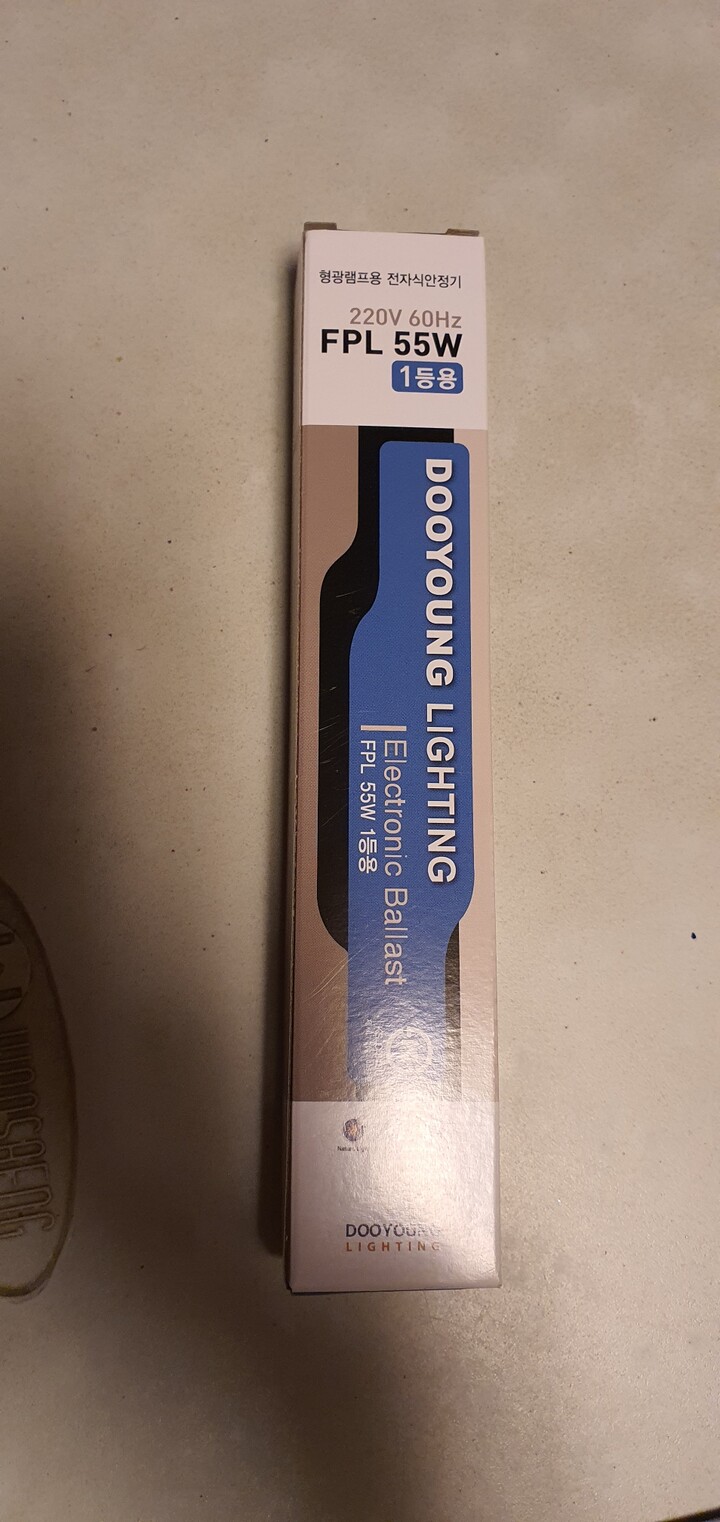 형광램프용 전자식안정기
220V 60Hz
FPL 55W
1등용
DOOYOUNG LIGHTING
Electronic Ballast
FPL 55W 1등용
DOOYOUNG
LIGHTING